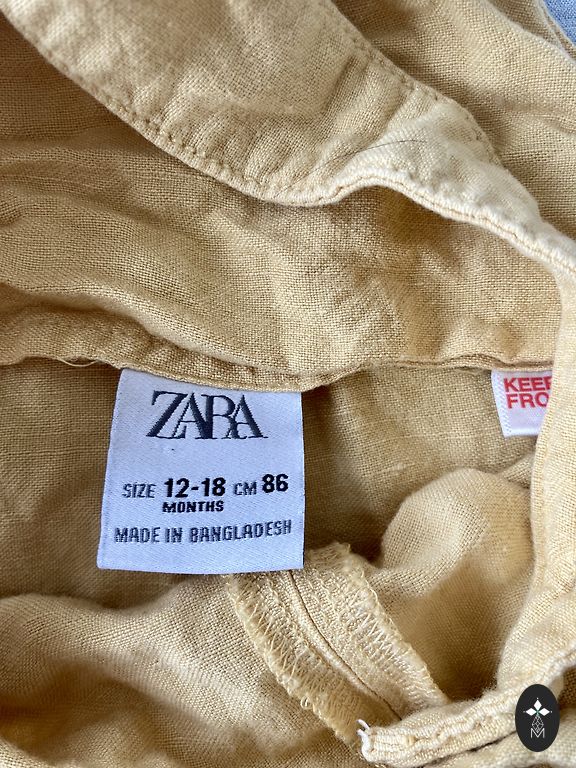 ZARA
SIZE 12-18 CM 86
MONTHS
MADE IN BANGLADESH
KEEP
FRO